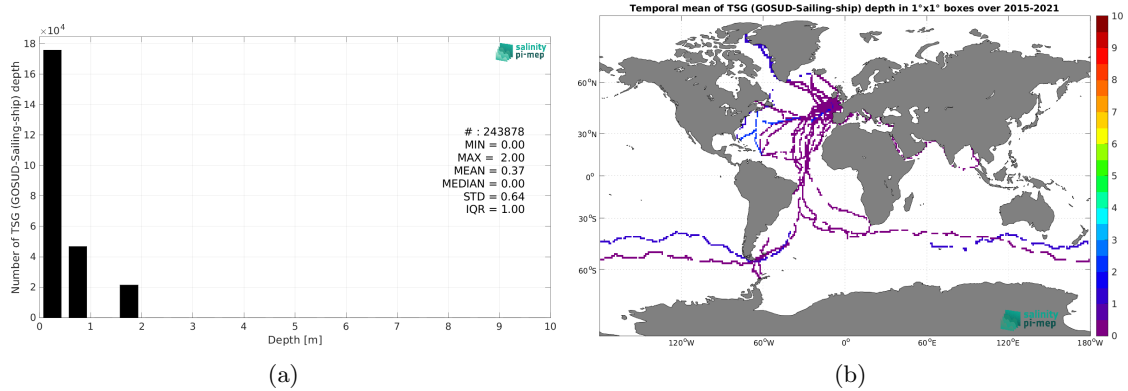 ×10⁴
18
16
14
12
10
8
6
4
2
0
Number of TSG (GOSUD-Sailing-ship) depth
0 1 2 3 4 5 6 7 8 9 10
Depth [m]
salinity
pi-mep
# : 243878
MIN = 0.00
MAX = 2.00
MEAN = 0.37
MEDIAN = 0.00
STD = 0.64
IQR = 1.00
(a)
Temporal mean of TSG (GOSUD-Sailing-ship) depth in 1°x1° boxes over 2015-2021
60°N
30°N
0°
30°S
60°S
120°W 60°W 0° 60°E 120°E 180°W
salinity
pi-mep
10
9
8
7
6
5
4
3
2
1
0
(b)